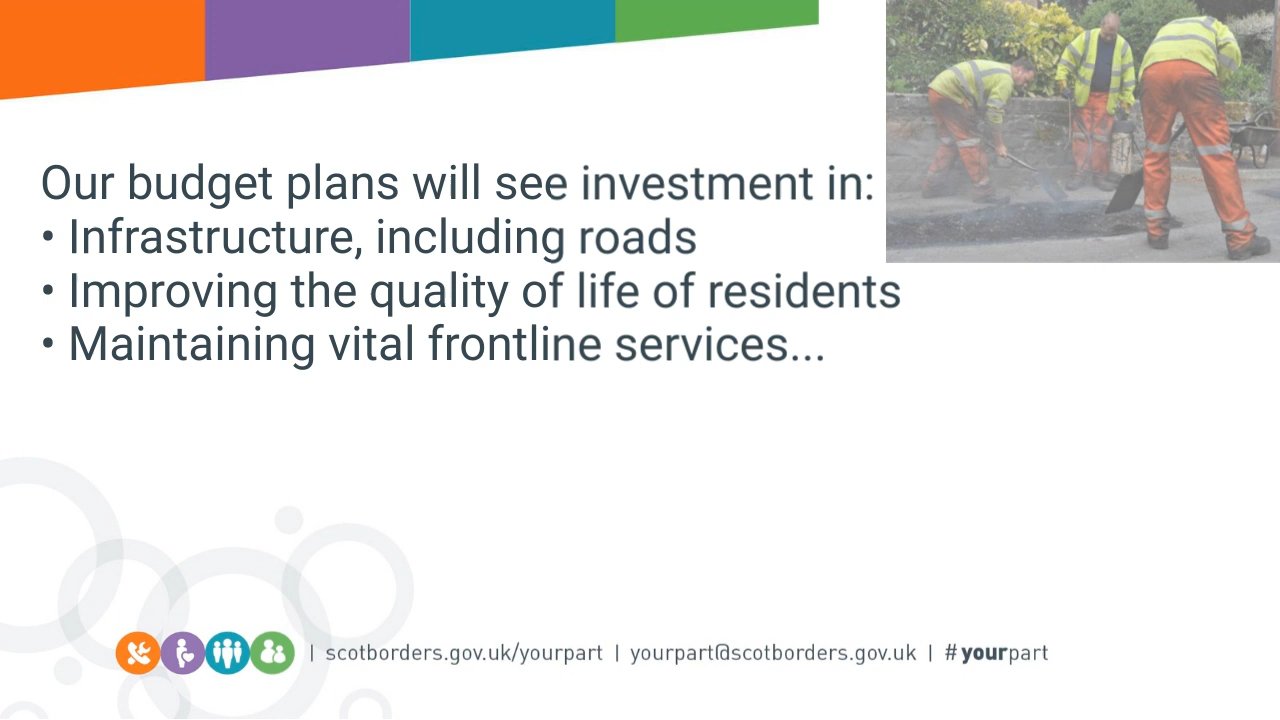 Our budget plans will see investment in:
• Infrastructure, including roads
• Improving the quality of life of residents
• Maintaining vital frontline services...
| scotborders.gov.uk/yourpart | yourpart@scotborders.gov.uk | #yourpart